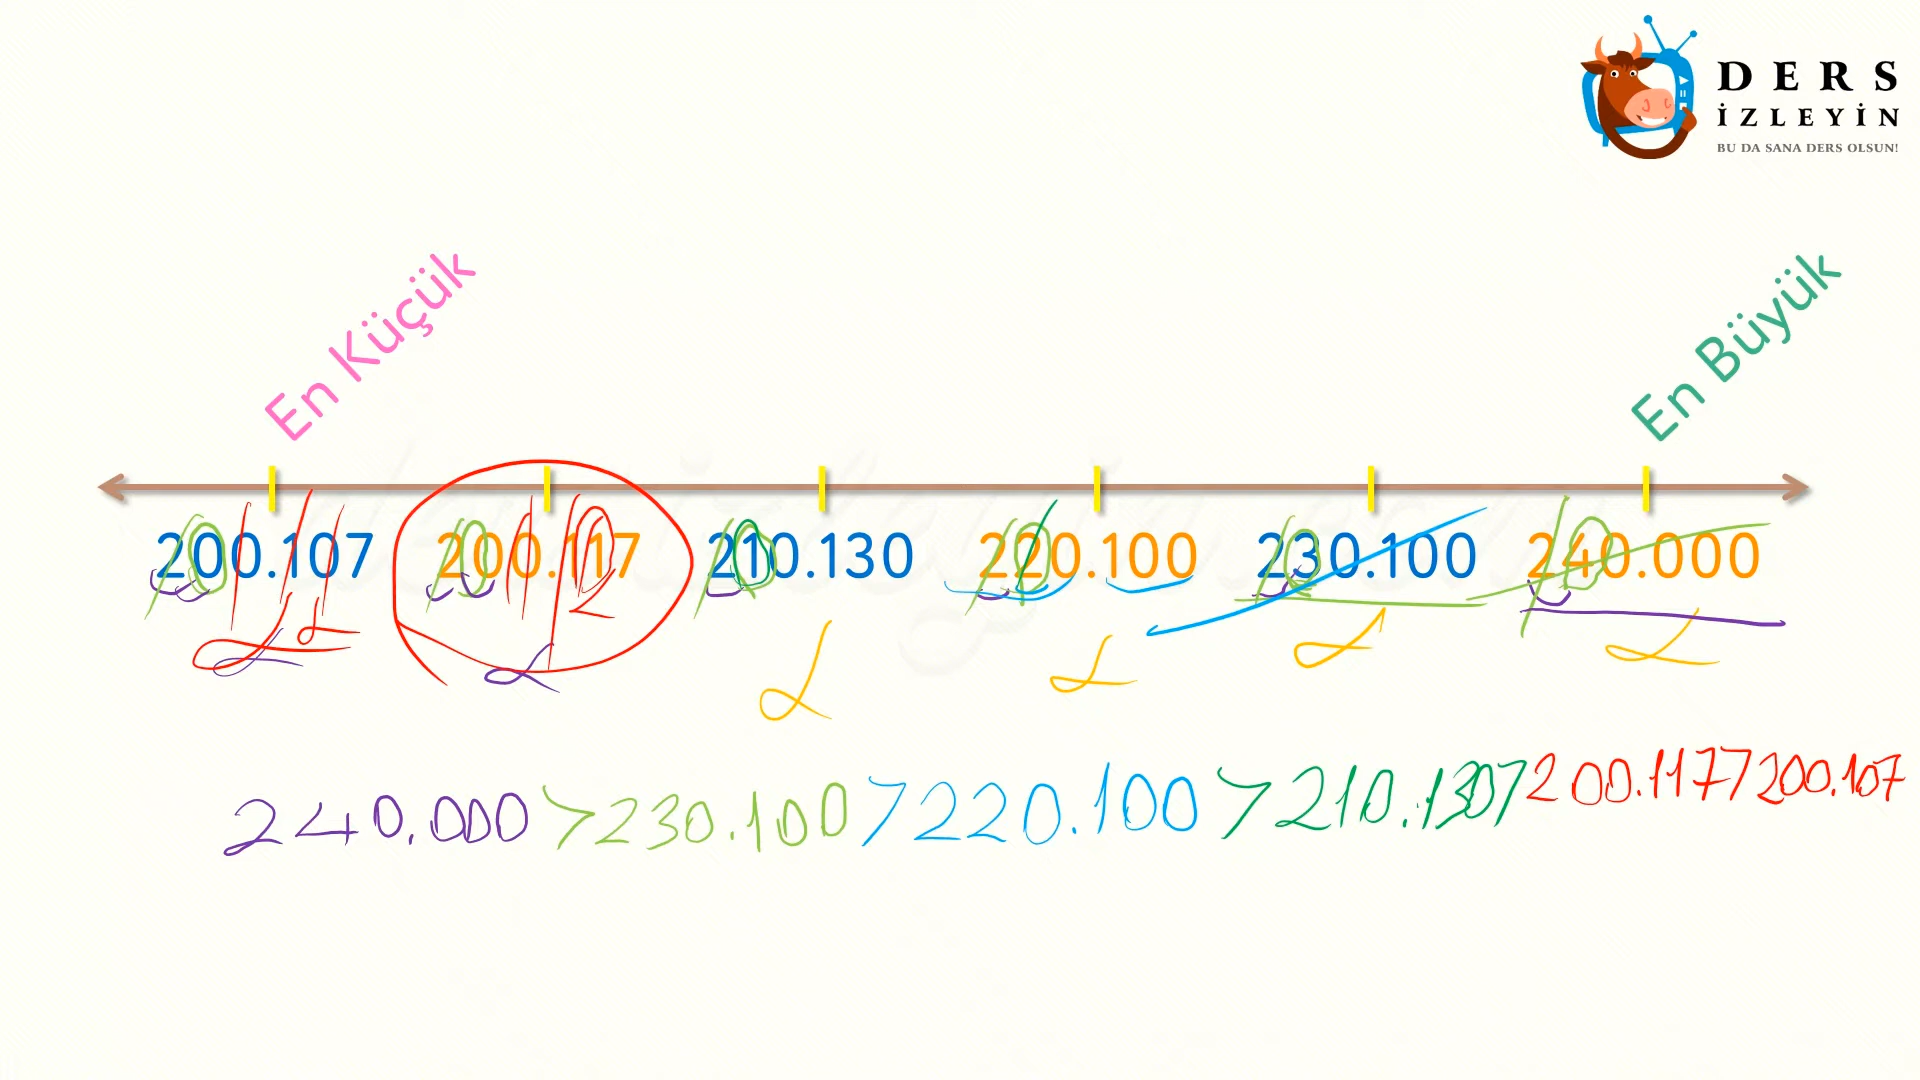 DERS
İZLEYİN
BU DA SANA DERS OLSUN!
En Küçük En Büyük
200.107 200.117 210.130 220.100 230.100 240.000
240.000 > 230.100 > 220.100 > 210.130 > 200.117 > 200.107